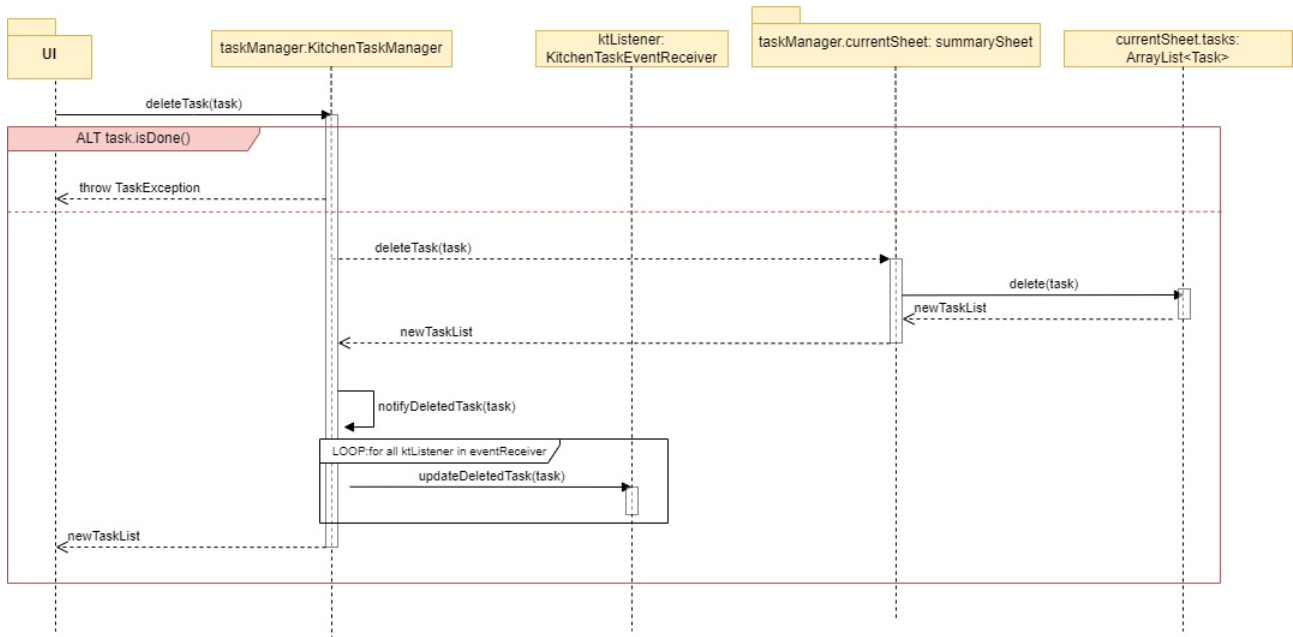 UI
taskManager:KitchenTaskManager
ktListener:
KitchenTaskEventReceiver
taskManager.currentSheet: summarySheet
currentSheet.tasks:
ArrayList<Task>
deleteTask(task)
ALT task.isDone()
throw TaskException
deleteTask(task)
delete(task)
newTaskList
newTaskList
notifyDeletedTask(task)
LOOP:for all ktListener in eventReceiver
updateDeletedTask(task)
newTaskList